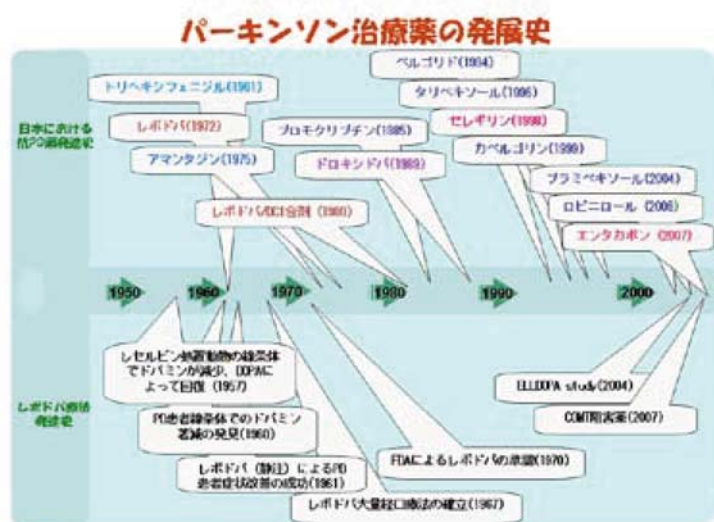 パーキンソン治療薬の発展史
ペルゴリド(1994)
トリヘキシフェニジル(1961)
タリペキソール(1996)
日本における
レボドパ(1972)
ブロモクリプチン(1985)
セレギリン(1998)
アマンタジン(1975)
ドロキシドパ(1989)
カベルゴリン(1999)
プラミペキソール(2004)
レボドパ/DCI合剤 (1980)
ロピニロール (2006)
エンタカポン (2007)
1950
1960
1970
1980
1990
2000
レセルピン処置動物の線条体
でドパミンが減少、DOPAに
よって回復 (1957)
レボドパ療法
発達史
PD患者線条体でのドパミン
著減の発見(1960)
レボドパ (静注) によるPD
患者症状改善の成功(1961)
レボドパ大量経口療法の確立(1967)
FDAによるレボドパの承認(1970)
ELLDOPA study(2004)
COMT阻害薬(2007)